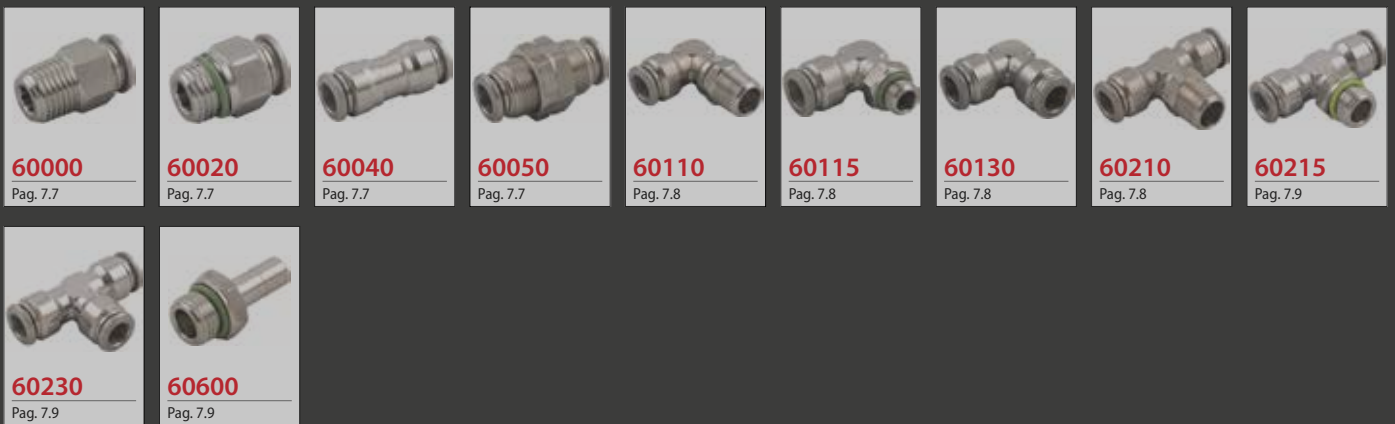 60000
Pag. 7.7
60020
Pag. 7.7
60040
Pag. 7.7
60050
Pag. 7.7
60110
Pag. 7.8
60115
Pag. 7.8
60130
Pag. 7.8
60210
Pag. 7.8
60215
Pag. 7.9
60230
Pag. 7.9
60600
Pag. 7.9